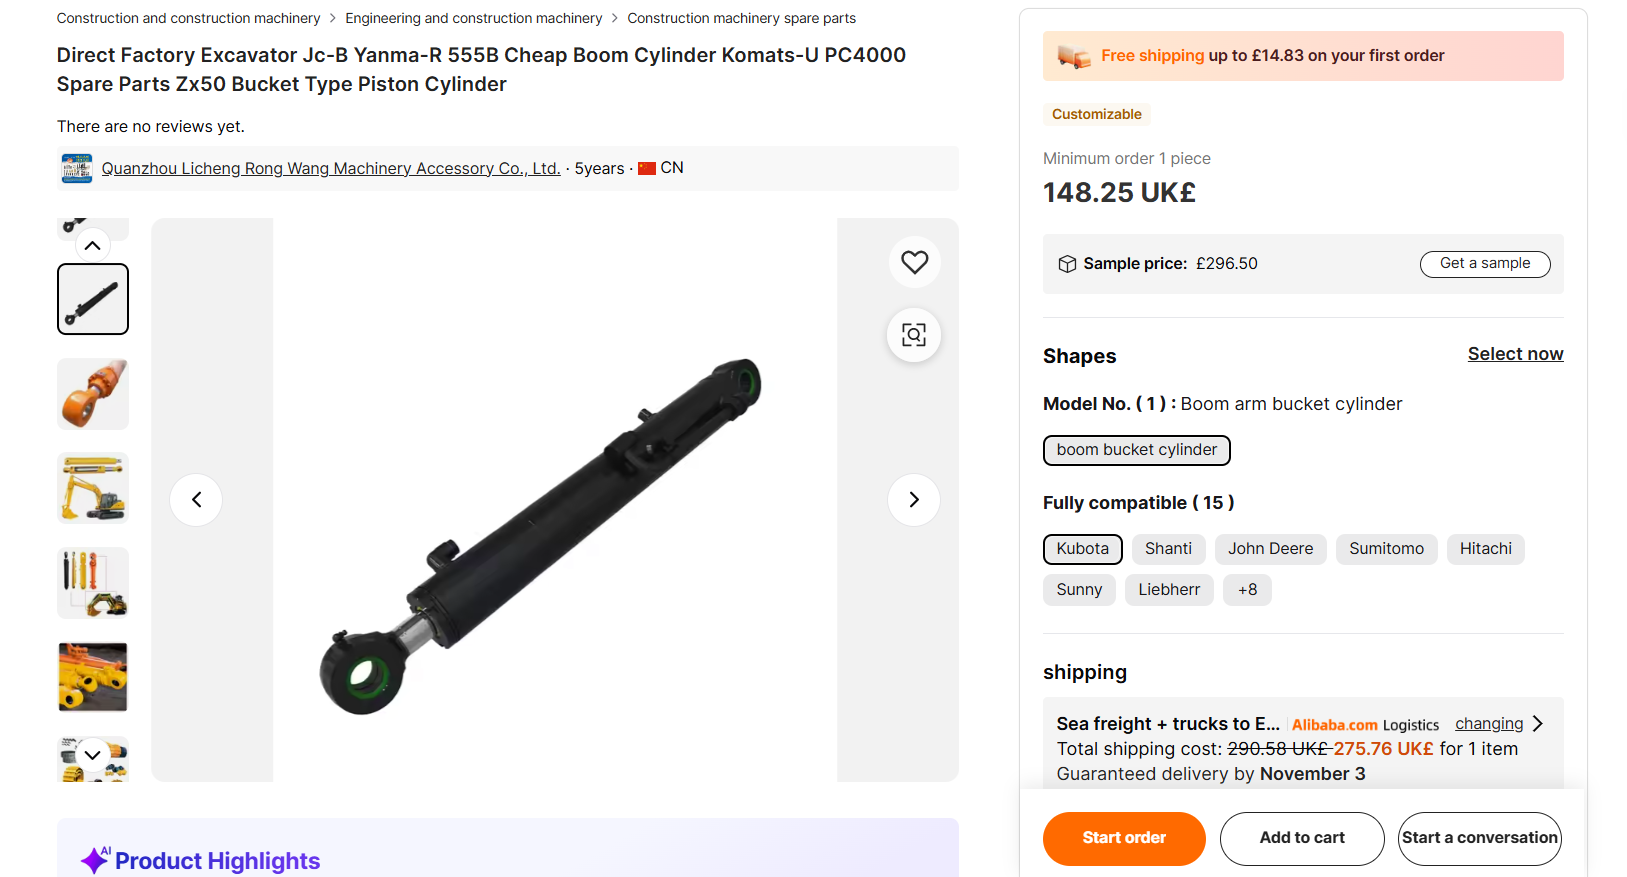 Construction and construction machinery > Engineering and construction machinery > Construction machinery spare parts
Direct Factory Excavator Jc-B Yanma-R 555B Cheap Boom Cylinder Komats-U PC4000
Spare Parts Zx50 Bucket Type Piston Cylinder
There are no reviews yet.
Quanzhou Licheng Rong Wang Machinery Accessory Co., Ltd. · 5years · CN
AI Product Highlights
Free shipping up to £14.83 on your first order
Customizable
Minimum order 1 piece
148.25 UK£
Sample price: £296.50
Get a sample
Shapes
Select now
Model No. ( 1 ) : Boom arm bucket cylinder
boom bucket cylinder
Fully compatible ( 15 )
Kubota Shanti John Deere Sumitomo Hitachi
Sunny Liebherr +8
shipping
Sea freight + trucks to E... Alibaba.com Logistics changing
Total shipping cost: 290.58 UK£ 275.76 UK£ for 1 item
Guaranteed delivery by November 3
Start order
Add to cart
Start a conversation